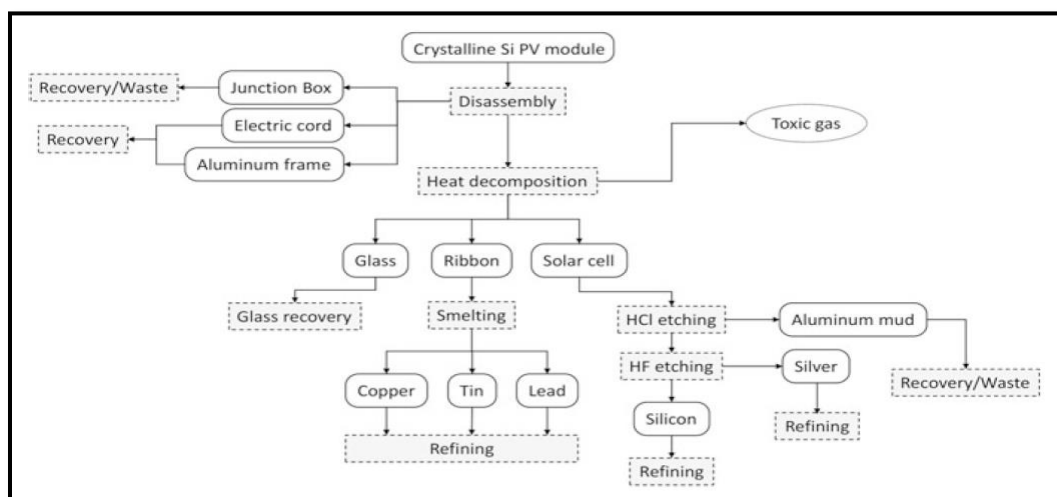 Crystalline Si PV module
Recovery/Waste
Junction Box
Disassembly
Toxic gas
Electric cord
Recovery
Aluminum frame
Heat decomposition
Glass
Ribbon
Solar cell
Glass recovery
Smelting
HCl etching
Aluminum mud
HF etching
Silver
Recovery/Waste
Copper
Tin
Lead
Silicon
Refining
Refining
Refining